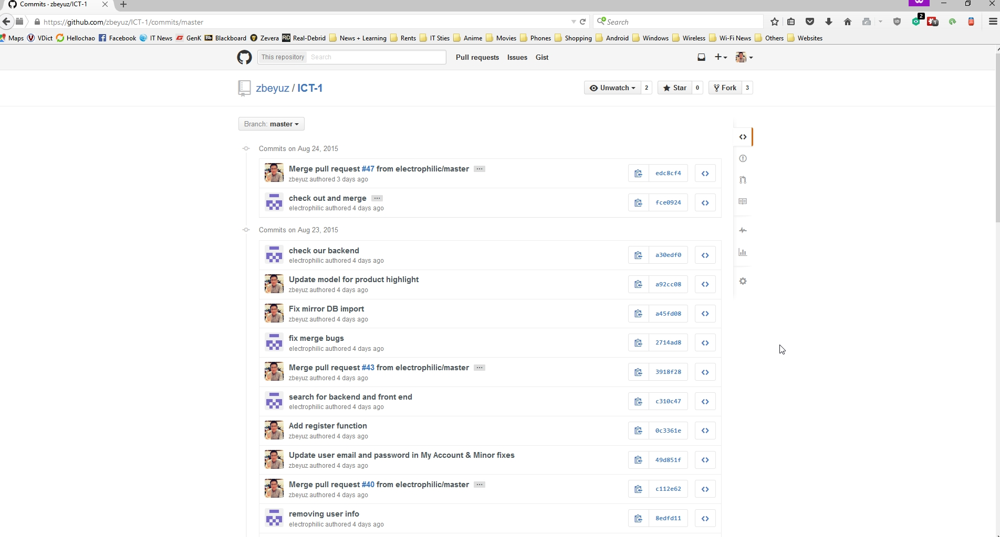 Commits · zbeyuz/ICT-1
https://github.com/zbeyuz/ICT-1/commits/master
Search
2
1
Maps VDict Hellochao Facebook IT News GenK Bb Blackboard Zevera RD Real-Debrid News + Learning Rents IT Sties Anime Movies Phones Shopping Android Windows Wireless Wi-Fi News Others Websites
This repository Search Pull requests Issues Gist
zbeyuz / ICT-1
Unwatch 2 Star 0 Fork 3
Branch: master
Commits on Aug 24, 2015
Merge pull request #47 from electrophilic/master ...
zbeyuz authored 3 days ago
edc8cf4
check out and merge ...
electrophilic authored 4 days ago
fce0924
Commits on Aug 23, 2015
check our backend
electrophilic authored 4 days ago
a30edf0
Update model for product highlight
zbeyuz authored 4 days ago
a92cc08
Fix mirror DB import
zbeyuz authored 4 days ago
a45fd08
fix merge bugs
electrophilic authored 4 days ago
2714ad8
Merge pull request #43 from electrophilic/master ...
zbeyuz authored 4 days ago
3918f28
search for backend and front end
electrophilic authored 4 days ago
c310c47
Add register function
zbeyuz authored 4 days ago
0c3361e
Update user email and password in My Account & Minor fixes
zbeyuz authored 4 days ago
49d851f
Merge pull request #40 from electrophilic/master ...
zbeyuz authored 4 days ago
c112e62
removing user info
electrophilic authored 4 days ago
8edfd11